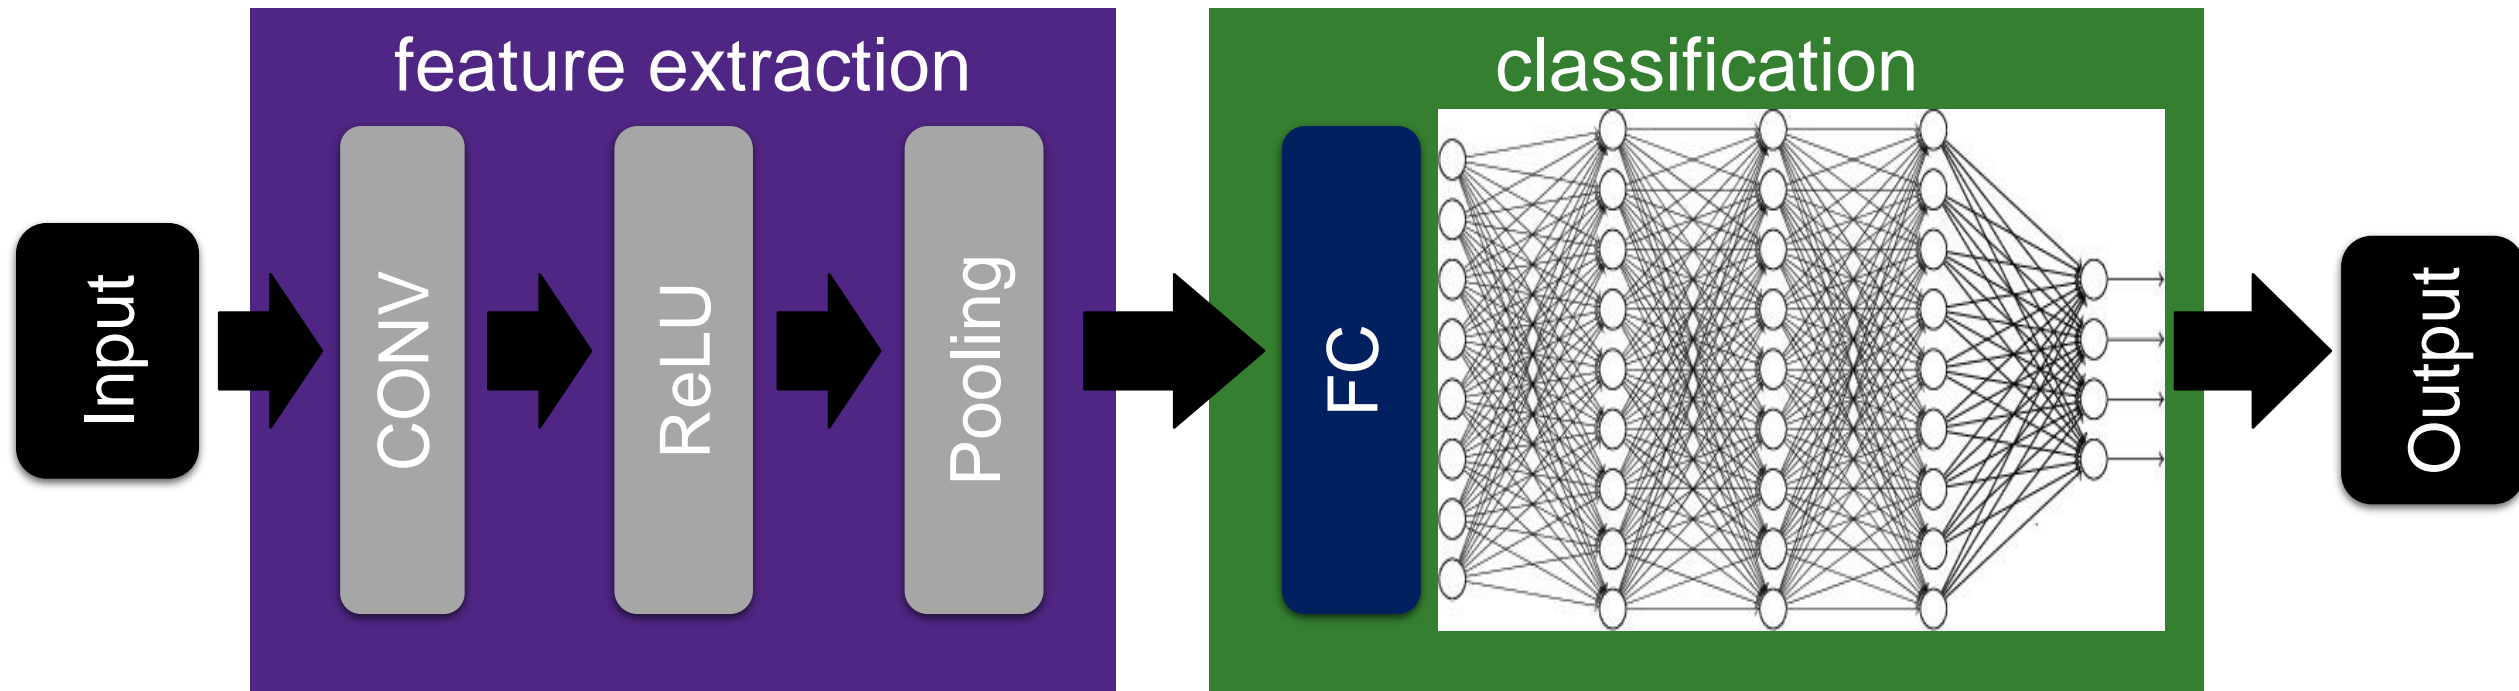 feature extraction
classification
Input
CONV
ReLU
Pooling
FC
Output